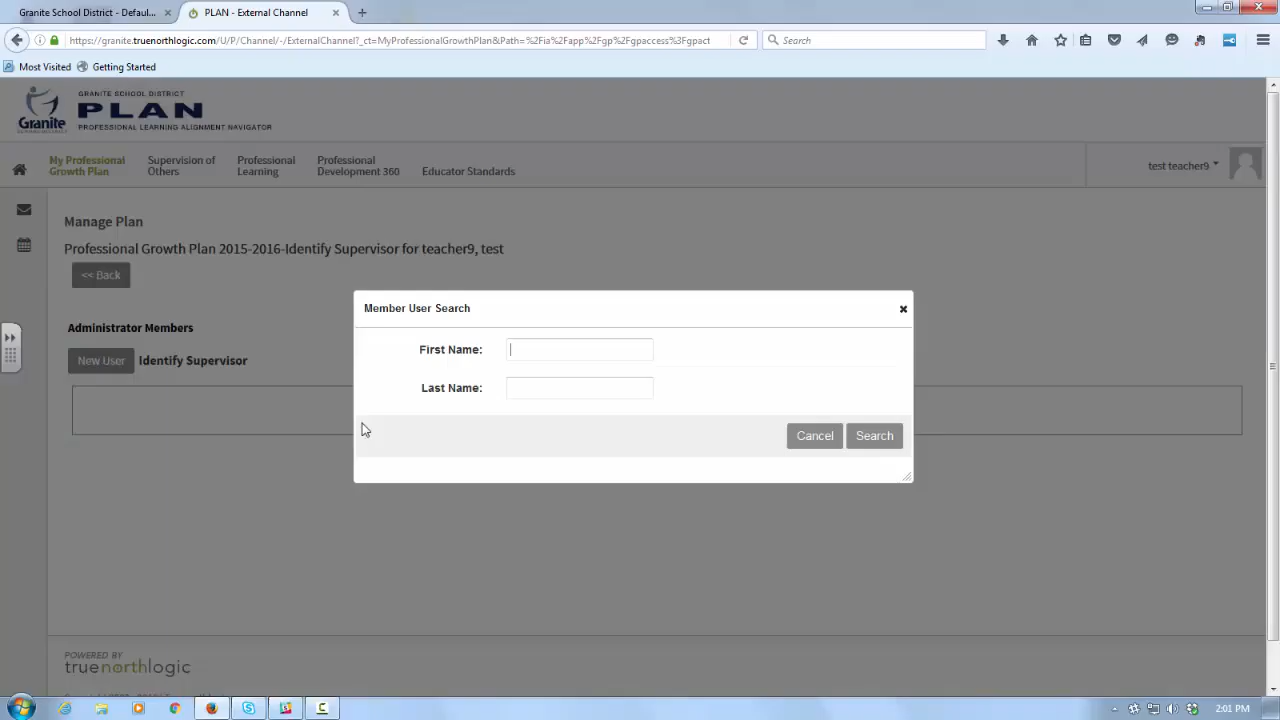 Granite School District - Defaul...
PLAN - External Channel
https://granite.truenorthlogic.com/U/P/Channel/-/ExternalChannel?_ct=MyProfessionalGrowthPlan&Path=%2Fia%2Fapp%2Fgp%2Fgpaccess%3Fgpact
Search
Most Visited
Getting Started
GRANITE SCHOOL DISTRICT
PLAN
Granite
PROFESSIONAL LEARNING ALIGNMENT NAVIGATOR
My Professional Growth Plan
Supervision of Others
Professional Learning
Professional Development 360
Educator Standards
test teacher9
Manage Plan
Professional Growth Plan 2015-2016-Identify Supervisor for teacher9, test
<< Back
Member User Search
First Name:
Administrator Members
New User Identify Supervisor
Last Name:
Cancel
Search
POWERED BY
truenorthlogic
2:01 PM